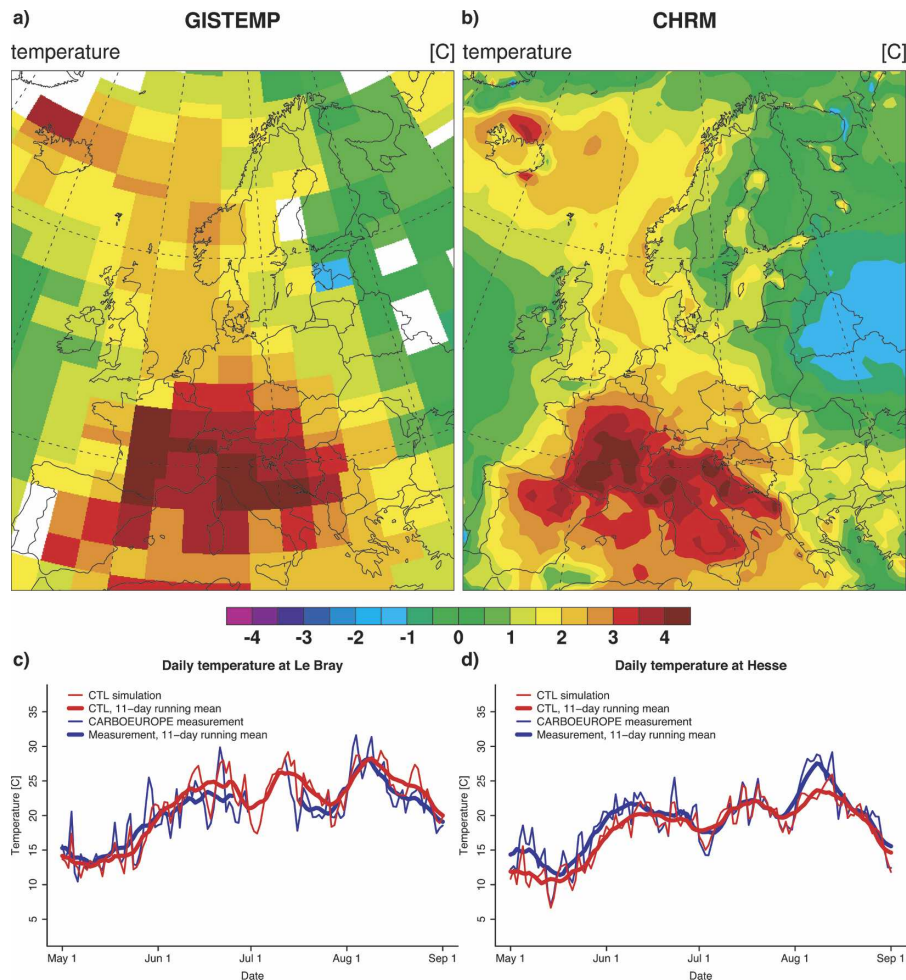 a) GISTEMP
temperature [C]
b) CHRM
temperature [C]
-4 -3 -2 -1 0 1 2 3 4
c) Daily temperature at Le Bray
CTL simulation
CTL, 11-day running mean
CARBOEUROPE measurement
Measurement, 11-day running mean
Temperature [C]
35
30
25
20
15
10
5
May 1 Jun 1 Jul 1 Aug 1 Sep 1
Date
d) Daily temperature at Hesse
CTL simulation
CTL, 11-day running mean
CARBOEUROPE measurement
Measurement, 11-day running mean
Temperature [C]
35
30
25
20
15
10
5
May 1 Jun 1 Jul 1 Aug 1 Sep 1
Date